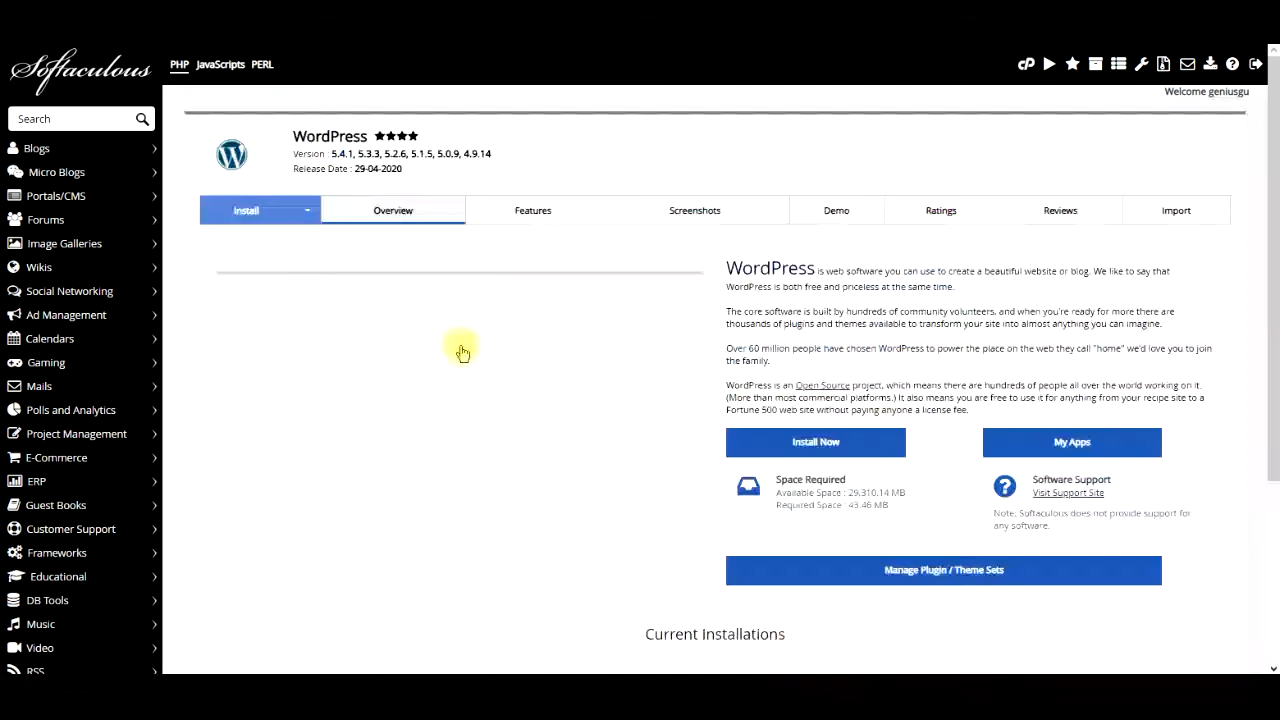 Softaculous
PHP JavaScripts PERL
Welcome geniusgu
Search
Blogs
Micro Blogs
Portals/CMS
Forums
Image Galleries
Wikis
Social Networking
Ad Management
Calendars
Gaming
Mails
Polls and Analytics
Project Management
E-Commerce
ERP
Guest Books
Customer Support
Frameworks
Educational
DB Tools
Music
Video
RSS
WordPress
Version : 5.4.1, 5.3.3, 5.2.6, 5.1.5, 5.0.9, 4.9.14
Release Date : 29-04-2020
Install Overview Features Screenshots Demo Ratings Reviews Import
WordPress is web software you can use to create a beautiful website or blog. We like to say that
WordPress is both free and priceless at the same time.
The core software is built by hundreds of community volunteers, and when you're ready for more there are
thousands of plugins and themes available to transform your site into almost anything you can imagine.
Over 60 million people have chosen WordPress to power the place on the web they call "home" we'd love you to join
the family.
WordPress is an Open Source project, which means there are hundreds of people all over the world working on it.
(More than most commercial platforms.) It also means you are free to use it for anything from your recipe site to a
Fortune 500 web site without paying anyone a license fee.
Install Now My Apps
Space Required
Available Space : 29,310.14 MB
Required Space : 43.46 MB
Software Support
Visit Support Site
Note: Softaculous does not provide support for
any software.
Manage Plugin / Theme Sets
Current Installations